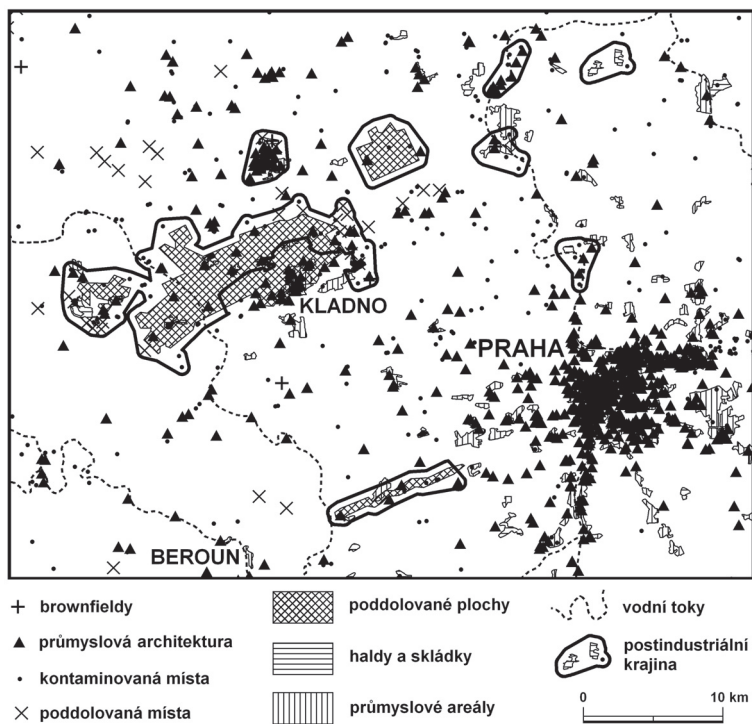 KLADNO
PRAHA
BEROUN
brownfieldy
průmyslová architektura
kontaminovaná místa
poddolovaná místa
poddolované plochy
haldy a skládky
průmyslové areály
vodní toky
postindustriální
krajina
0 10 km